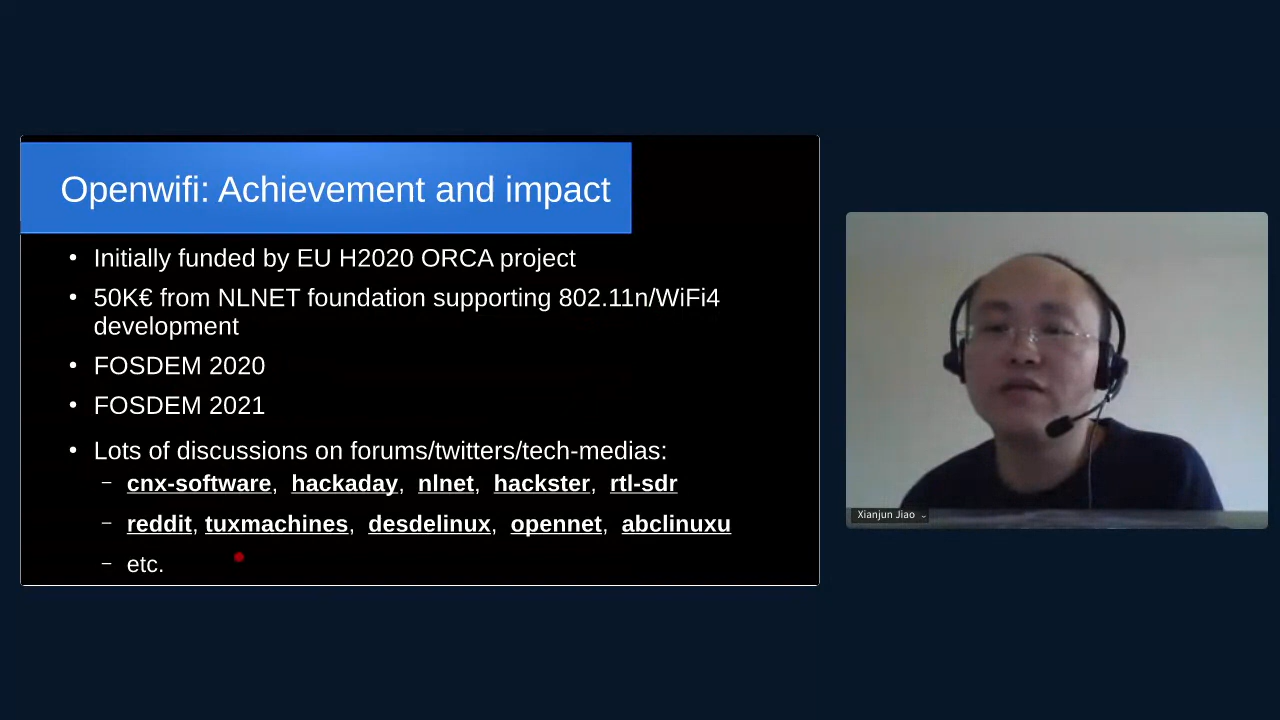 Openwifi: Achievement and impact
• Initially funded by EU H2020 ORCA project
• 50K€ from NLNET foundation supporting 802.11n/WiFi4
development
• FOSDEM 2020
• FOSDEM 2021
• Lots of discussions on forums/twitters/tech-medias:
– cnx-software, hackaday, nlnet, hackster, rtl-sdr
– reddit, tuxmachines, desdelinux, opennet, abclinuxu
– etc.
Xianjun Jiao